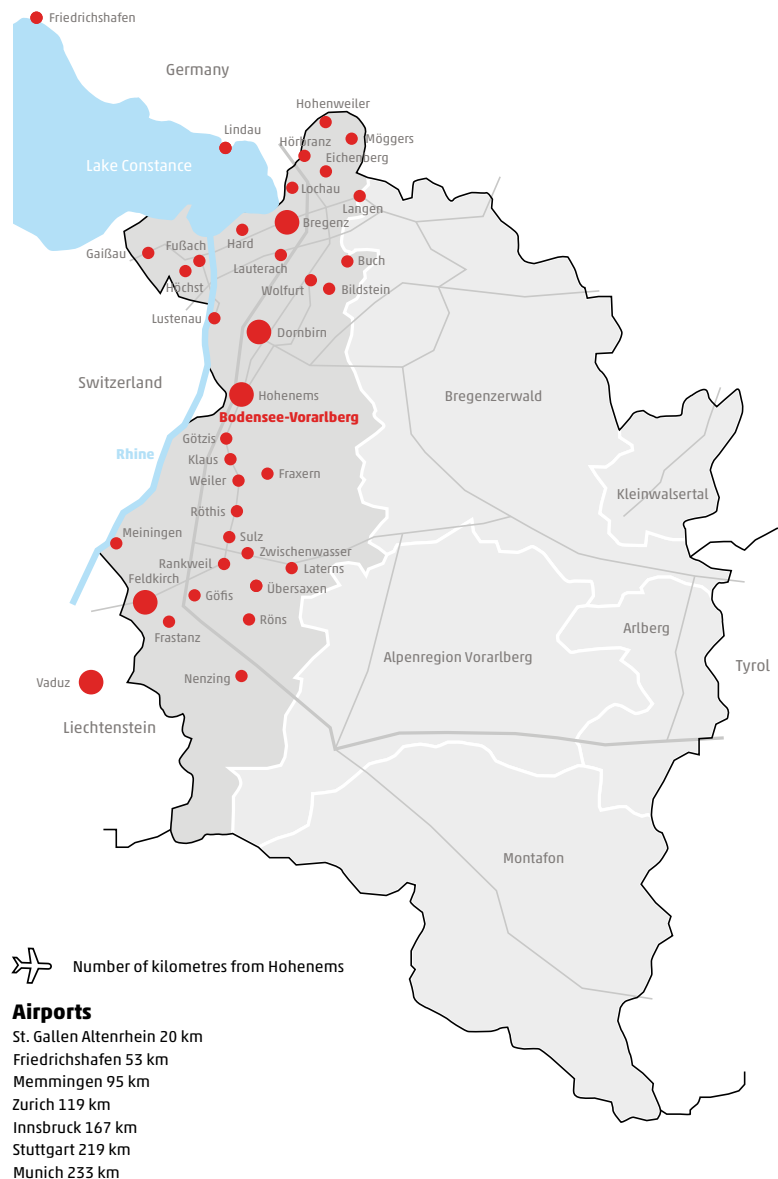 Friedrichshafen
Germany
Hohenweiler
Lindau
Möggers
Hörbranz
Eichenberg
Lake Constance
Lochau
Langen
Bregenz
Hard
Fußach
Gaißau
Buch
Lauterach
Höchst
Wolfurt
Bildstein
Lustenau
Dornbirn
Switzerland
Hohenems
Bregenzerwald
Bodensee-Vorarlberg
Götzis
Rhine
Klaus
Fraxern
Weiler
Kleinwalsertal
Röthis
Meiningen
Sulz
Zwischenwasser
Rankweil
Laterns
Feldkirch
Übersaxen
Göfis
Röns
Arlberg
Frastanz
Alpenregion Vorarlberg
Tyrol
Nenzing
Vaduz
Liechtenstein
Montafon
Number of kilometres from Hohenems
Airports
St. Gallen Altenrhein 20 km
Friedrichshafen 53 km
Memmingen 95 km
Zurich 119 km
Innsbruck 167 km
Stuttgart 219 km
Munich 233 km